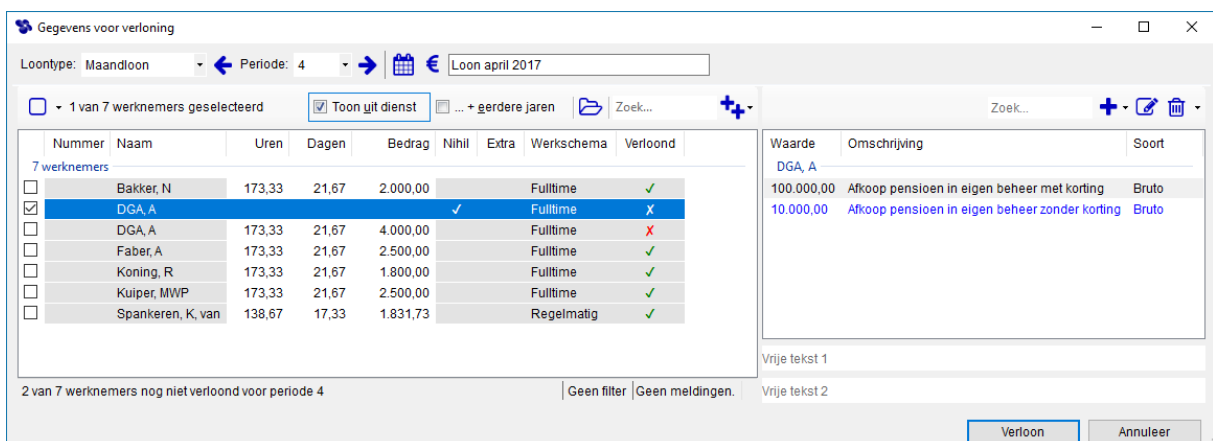 Gegevens voor verloning
Loontype: Maandloon Periode: 4 € Loon april 2017
1 van 7 werknemers geselecteerd Toon uit dienst ... + eerdere jaren Zoek... Zoek...
Nummer Naam Uren Dagen Bedrag Nihil Extra Werkschema Verloond Waarde Omschrijving Soort
7 werknemers DGA, A
Bakker, N 173,33 21,67 2.000,00 Fulltime ✓ 100.000,00 Afkoop pensioen in eigen beheer met korting Bruto
DGA, A ✓ Fulltime ✗ 10.000,00 Afkoop pensioen in eigen beheer zonder korting Bruto
DGA, A 173,33 21,67 4.000,00 Fulltime ✗
Faber, A 173,33 21,67 2.500,00 Fulltime ✓
Koning, R 173,33 21,67 1.800,00 Fulltime ✓
Kuiper, MWP 173,33 21,67 2.500,00 Fulltime ✓
Spankeren, K, van 138,67 17,33 1.831,73 Regelmatig ✓
Vrije tekst 1
2 van 7 werknemers nog niet verloond voor periode 4 Geen filter Geen meldingen. Vrije tekst 2
Verloon Annuleer